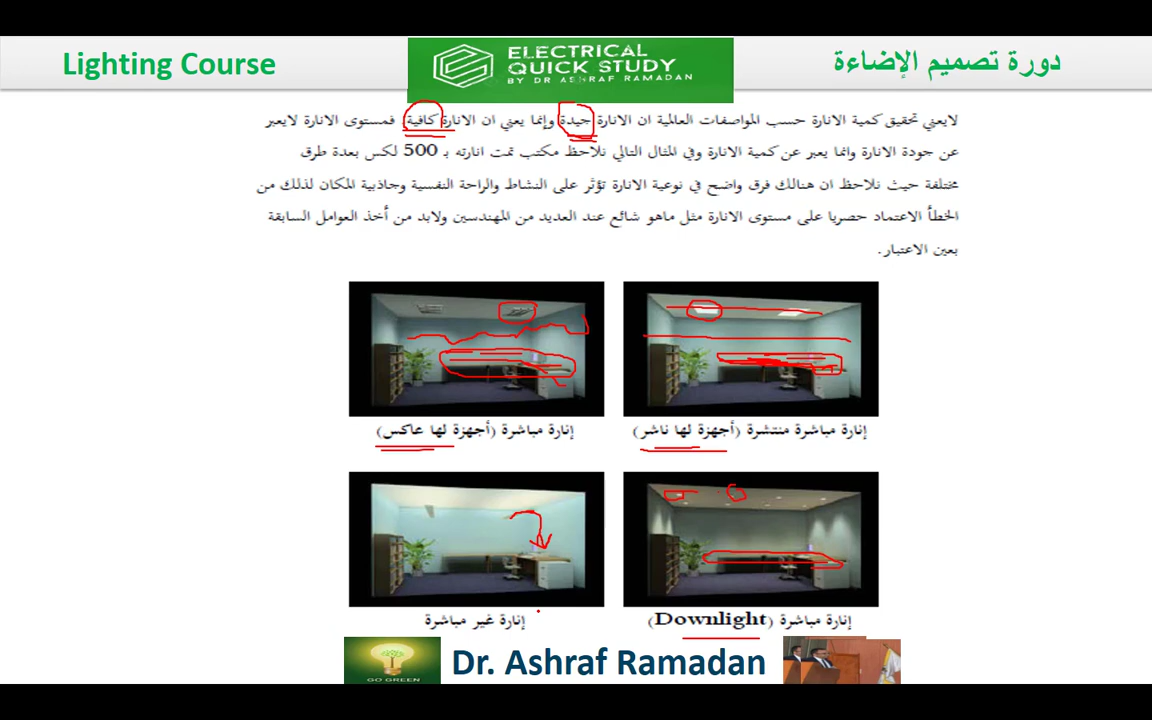 Lighting Course
ELECTRICAL
QUICK STUDY
BY DR ASHRAF RAMADAN
دورة تصميم الإضاءة
لايعني تحقيق كمية الانارة حسب المواصفات العالمية ان الانارة جيدة وإنما يعني ان الانارة كافية فمستوى الانارة لايعبر
عن جودة الانارة وانما يعبر عن كمية الانارة وفي المثال التالي نلاحظ مكتب تمت انارته بـ 500 لكس بعدة طرق
مختلفة حيث نلاحظ ان هنالك فرق واضح في نوعية الانارة تؤثر على النشاط والراحة النفسية وجاذبية المكان لذلك من
الخطأ الاعتماد حصريا على مستوى الانارة مثل ماهو شائع عند العديد من المهندسين ولابد من أخذ العوامل السابقة
بعين الاعتبار.
إنارة مباشرة منتشرة (أجهزة لها ناشر)
إنارة مباشرة (أجهزة لها عاكس)
إنارة مباشرة (Downlight)
إنارة غير مباشرة
GO GREEN
Dr. Ashraf Ramadan